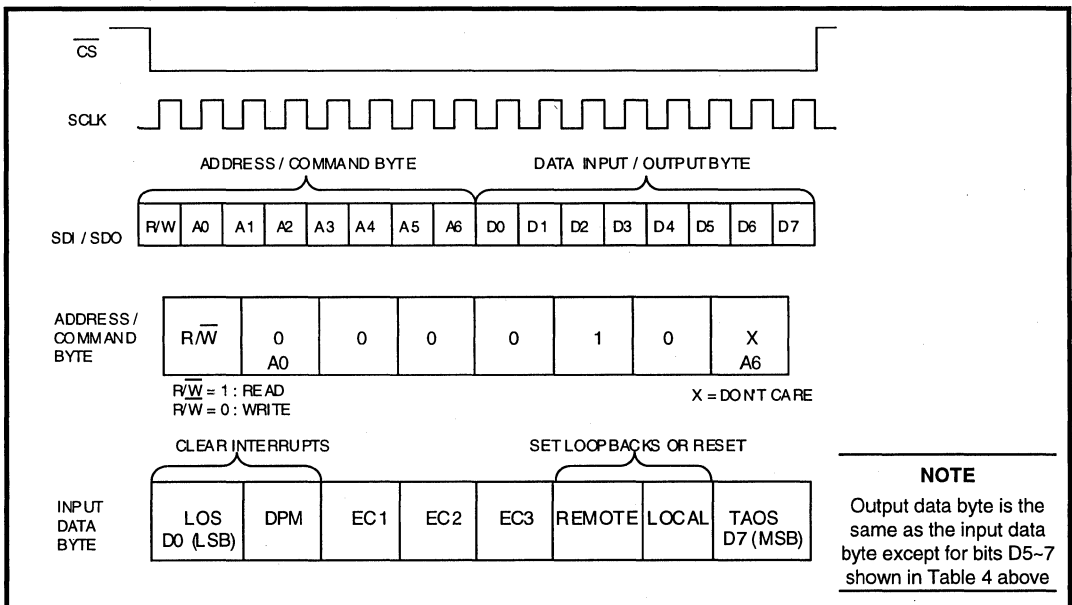 CS
SCLK
ADDRESS / COMMAND BYTE
DATA INPUT / OUTPUT BYTE
SDI / SDO
R/W A0 A1 A2 A3 A4 A5 A6 D0 D1 D2 D3 D4 D5 D6 D7
ADDRESS /
COMMAND
BYTE
R/W 0 0 0 0 1 0 X
A0 A6
R/W = 1 : READ
R/W = 0 : WRITE
X = DON'T CARE
CLEAR INTERRUPTS
SET LOOPBACKS OR RESET
INPUT
DATA
BYTE
LOS DPM EC1 EC2 EC3 REMOTE LOCAL TAOS
D0 (LSB) D7 (MSB)
NOTE
Output data byte is the
same as the input data
byte except for bits D5~7
shown in Table 4 above